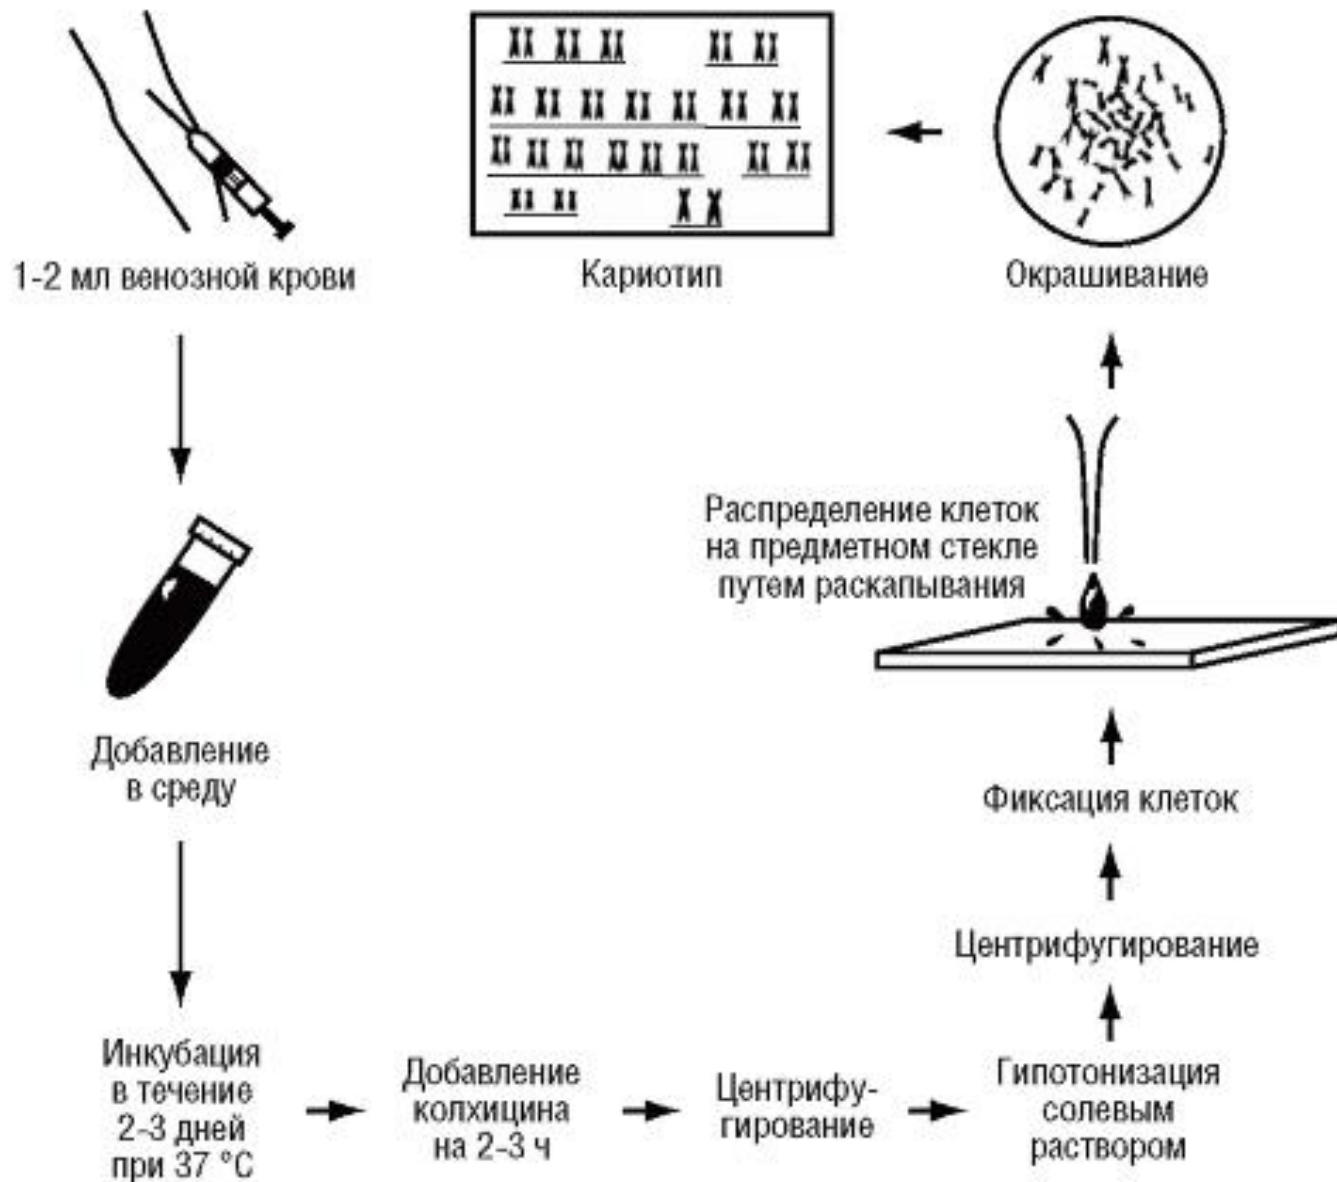 1-2 мл венозной крови
Добавление
в среду
Инкубация
в течение
2-3 дней
при 37 °C
Добавление
колхицина
на 2-3 ч
Центрифу-
гирование
Гипотонизация
солевым
раствором
Центрифугирование
Фиксация клеток
Распределение клеток
на предметном стекле
путем раскапывания
Окрашивание
Кариотип